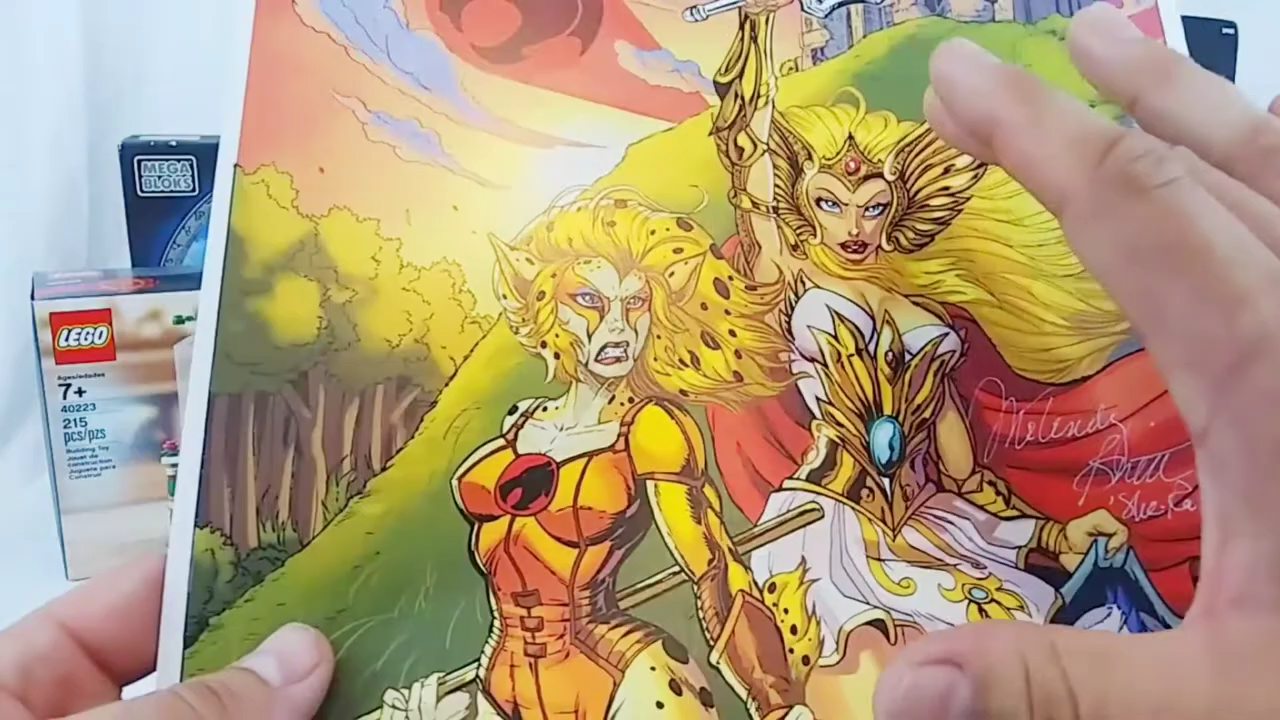 MEGA
BLOKS
LEGO
Ages/edades
7+
40223
215
pcs/pzs
Building Toy
Jouet de
construction
Juguete para
Construir
Melendy
Britt
'She-Ra